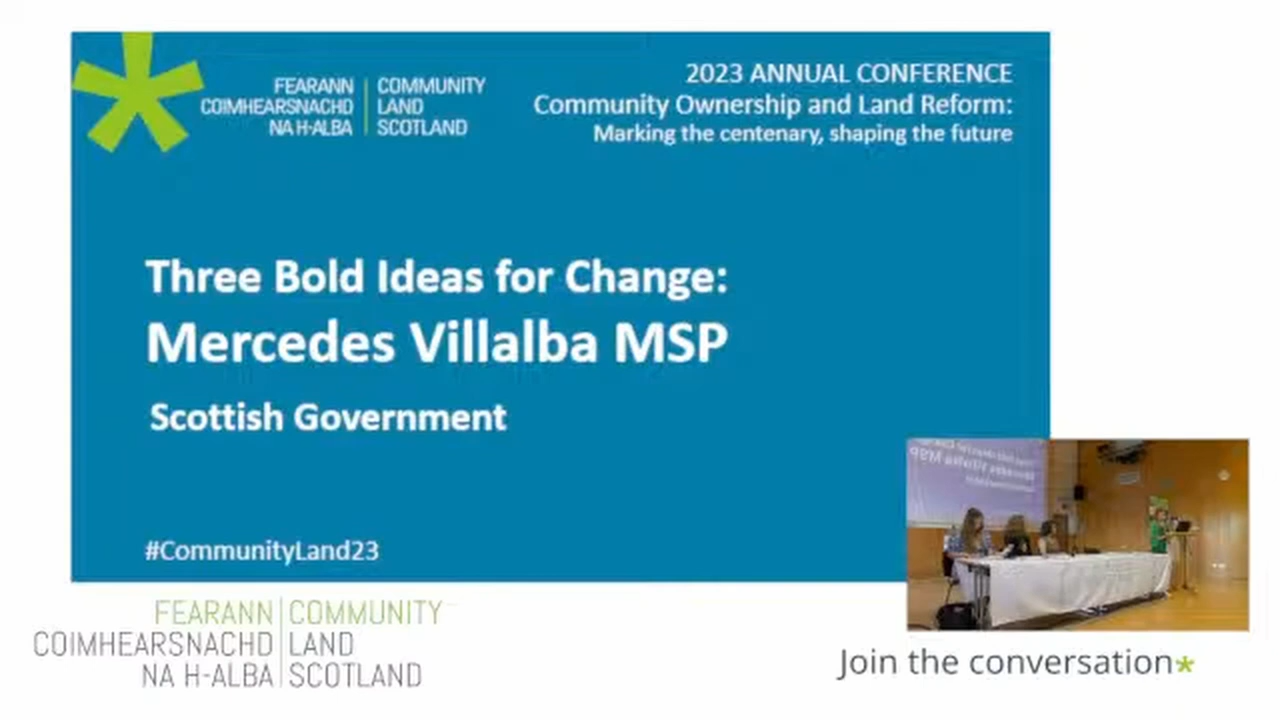 FEARANN
COIMHEARSNACHD
NA H-ALBA
COMMUNITY
LAND
SCOTLAND
2023 ANNUAL CONFERENCE
Community Ownership and Land Reform:
Marking the centenary, shaping the future
Three Bold Ideas for Change:
Mercedes Villalba MSP
Scottish Government
#CommunityLand23
FEARANN
COIMHEARSNACHD
NA H-ALBA
COMMUNITY
LAND
SCOTLAND
Join the conversation*